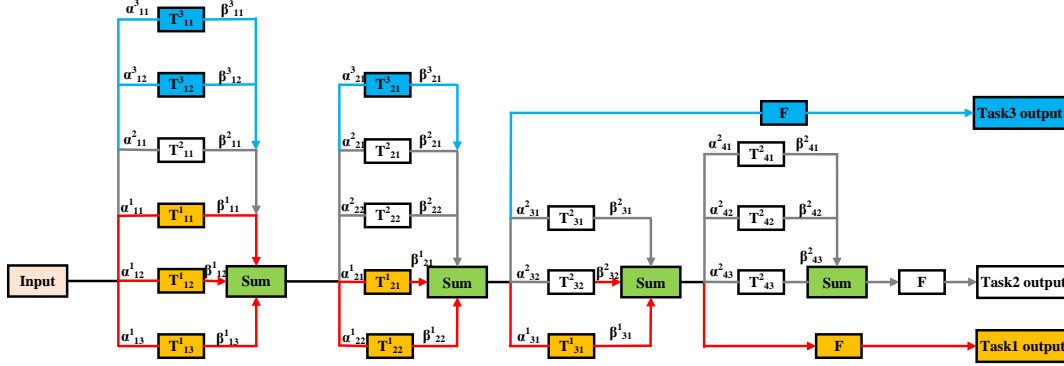 α³₁₁ T³₁₁ β³₁₁
α³₁₂ T³₁₂ β³₁₂ α³₂₁ T³₂₁ β³₂₁
F Task3 output
α²₁₁ T²₁₁ β²₁₁ α²₂₁ T²₂₁ β²₂₁ α²₄₁ T²₄₁ β²₄₁
α¹₁₁ T¹₁₁ β¹₁₁ α²₂₂ T²₂₂ β²₂₂ α²₃₁ T²₃₁ β²₃₁ α²₄₂ T²₄₂ β²₄₂
Input α¹₁₂ T¹₁₂ β¹₁₂ Sum α¹₂₁ T¹₂₁ β¹₂₁ Sum α²₃₂ T²₃₂ β²₃₂ Sum α²₄₃ T²₄₃ β²₄₃ Sum F Task2 output
α¹₁₃ T¹₁₃ β¹₁₃ α¹₂₂ T¹₂₂ β¹₂₂ α¹₃₁ T¹₃₁ β¹₃₁ F Task1 output